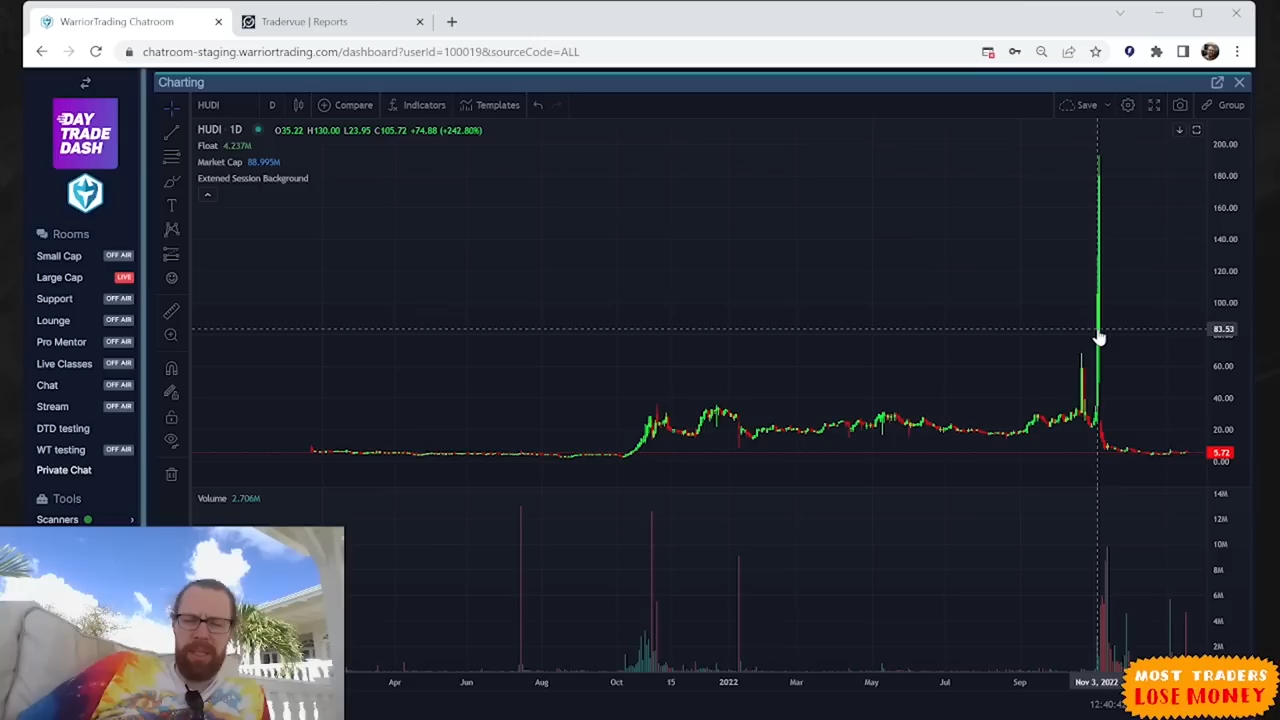 WarriorTrading Chatroom
Tradervue | Reports
chatroom-staging.warriortrading.com/dashboard?userId=100019&sourceCode=ALL
Charting
DAY TRADE DASH
HUDI D Compare Indicators Templates Save Group
HUDI 1D O35.22 H130.00 L23.95 C105.72 +74.88 (+242.80%)
Float 4.237M
Market Cap 88.995M
Extened Session Background
Rooms
Small Cap OFF AIR
Large Cap LIVE
Support OFF AIR
Lounge OFF AIR
Pro Mentor OFF AIR
Live Classes OFF AIR
Chat OFF AIR
Stream OFF AIR
DTD testing
WT testing OFF AIR
Private Chat
Tools
Scanners
200.00
180.00
160.00
140.00
120.00
100.00
83.53
60.00
40.00
20.00
5.72
0.00
Volume 2.706M
14M
12M
10M
8M
6M
4M
2M
Apr Jun Aug Oct 15 2022 Mar May Jul Sep Nov 3, 2022
MOST TRADERS
LOSE MONEY